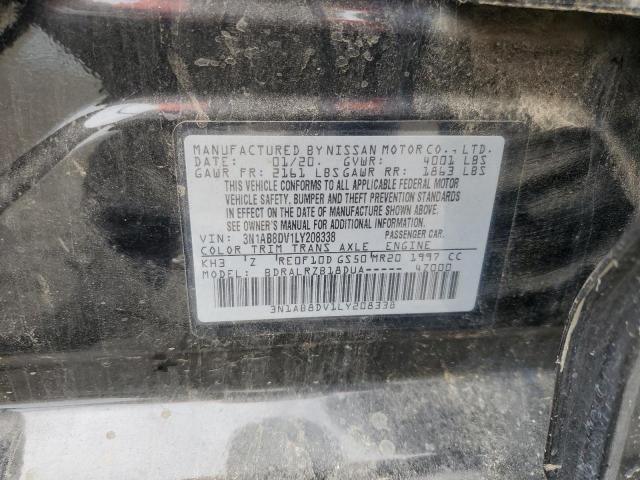 MANUFACTURED BY NISSAN MOTOR CO., LTD.
DATE: 01/20. GVWR: 4001 LBS
GAWR FR: 2161 LBS GAWR RR: 1863 LBS
THIS VEHICLE CONFORMS TO ALL APPLICABLE FEDERAL MOTOR
VEHICLE SAFETY, BUMPER AND THEFT PREVENTION STANDARDS
IN EFFECT ON THE DATE OF MANUFACTURE SHOWN ABOVE.
SEE OWNER'S MANUAL FOR ADDITIONAL INFORMATION.
VIN: 3N1AB8DV1LY208338 PASSENGER CAR.
COLOR TRIM TRANS AXLE ENGINE
KH3 'Z RE0F10D GS50 MR20 1997 CC
MODEL: BDRALRZB18DUA----- 47000
3N1AB8DV1LY208338